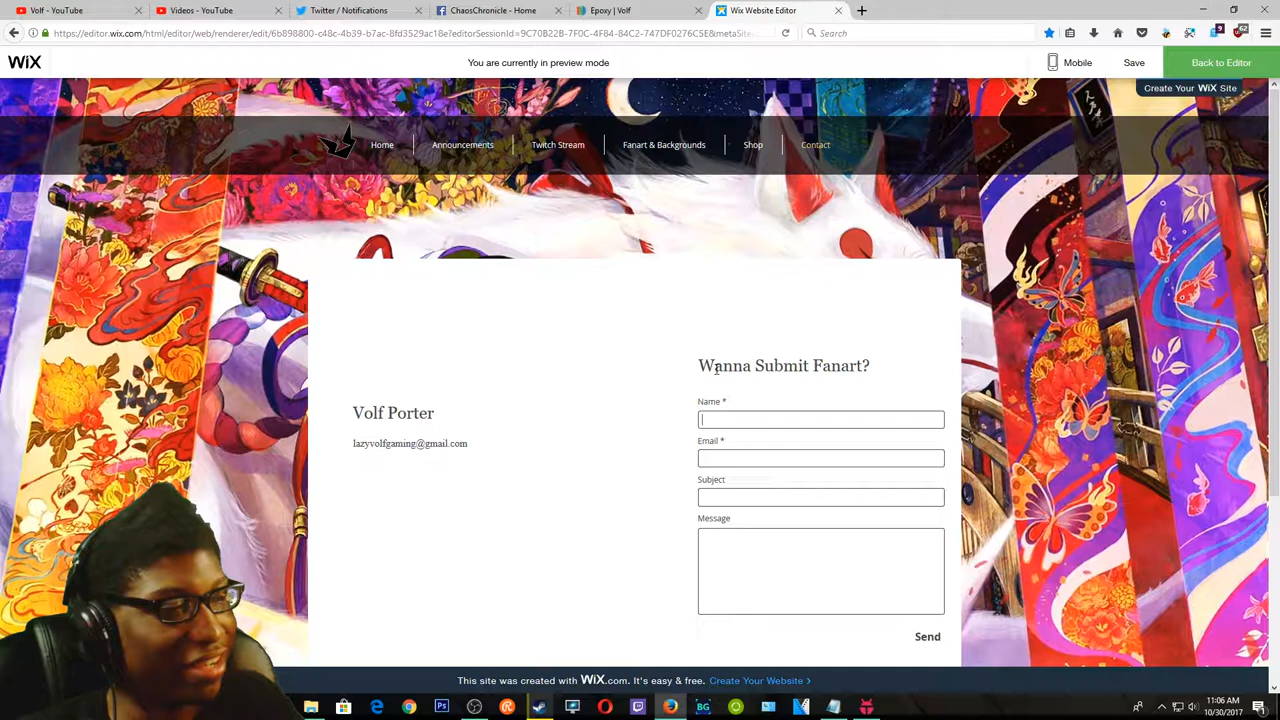 Volf - YouTube
Videos - YouTube
Twitter / Notifications
ChaosChronicle - Home
Epoxy | Volf
Wix Website Editor
Search
WiX
You are currently in preview mode
Mobile
Save
Back to Editor
Create Your WiX Site
Home
Announcements
Twitch Stream
Fanart & Backgrounds
Shop
Contact
Wanna Submit Fanart?
Name *
Volf Porter
Email *
lazyvolfgaming@gmail.com
Subject
Message
Send
This site was created with WiX.com. It's easy & free. Create Your Website >
11:06 AM
10/30/2017